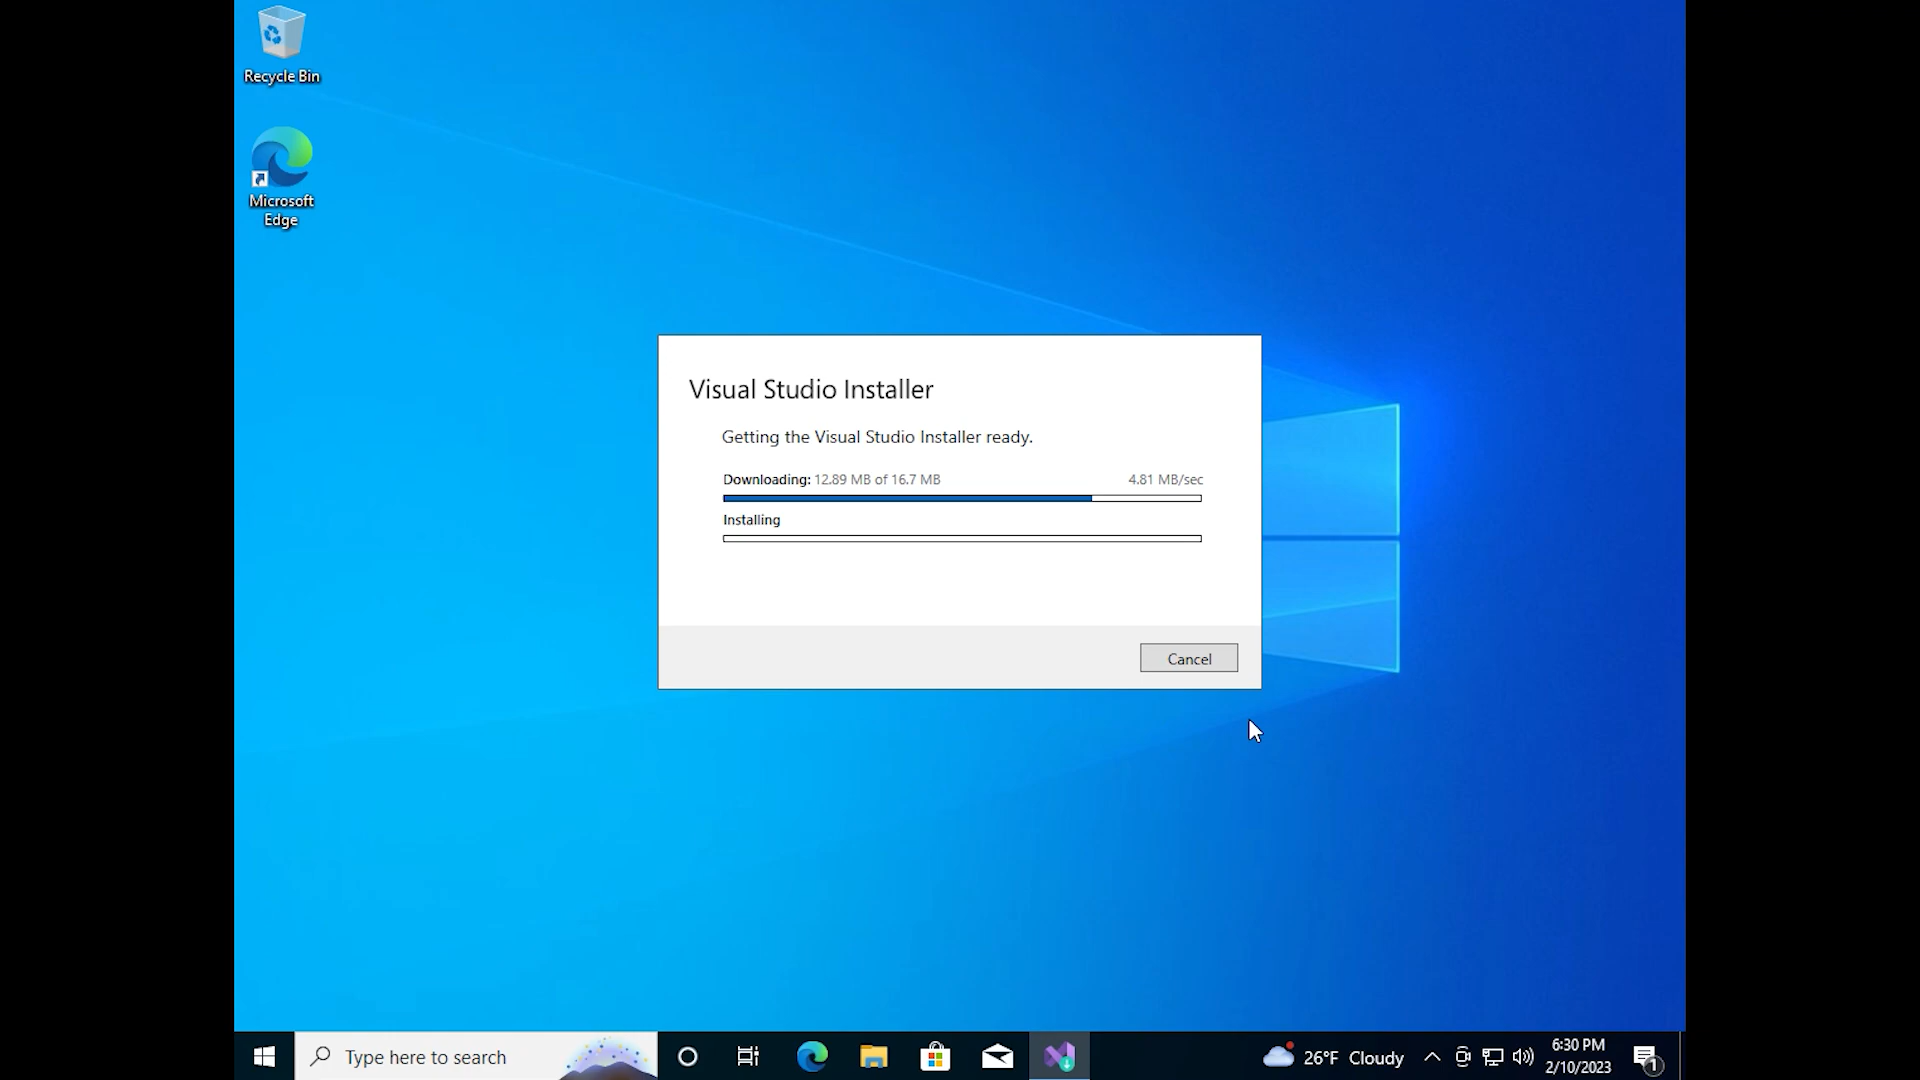 Recycle Bin
Microsoft
Edge
Visual Studio Installer
Getting the Visual Studio Installer ready.
Downloading: 12.89 MB of 16.7 MB 4.81 MB/sec
Installing
Cancel
Type here to search
26°F Cloudy
6:30 PM
2/10/2023
1